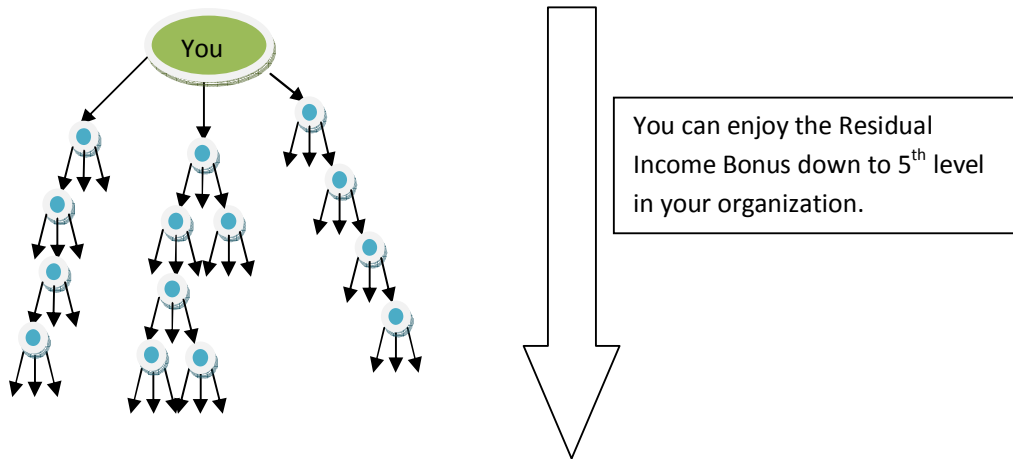 You
You can enjoy the Residual
Income Bonus down to 5th level
in your organization.